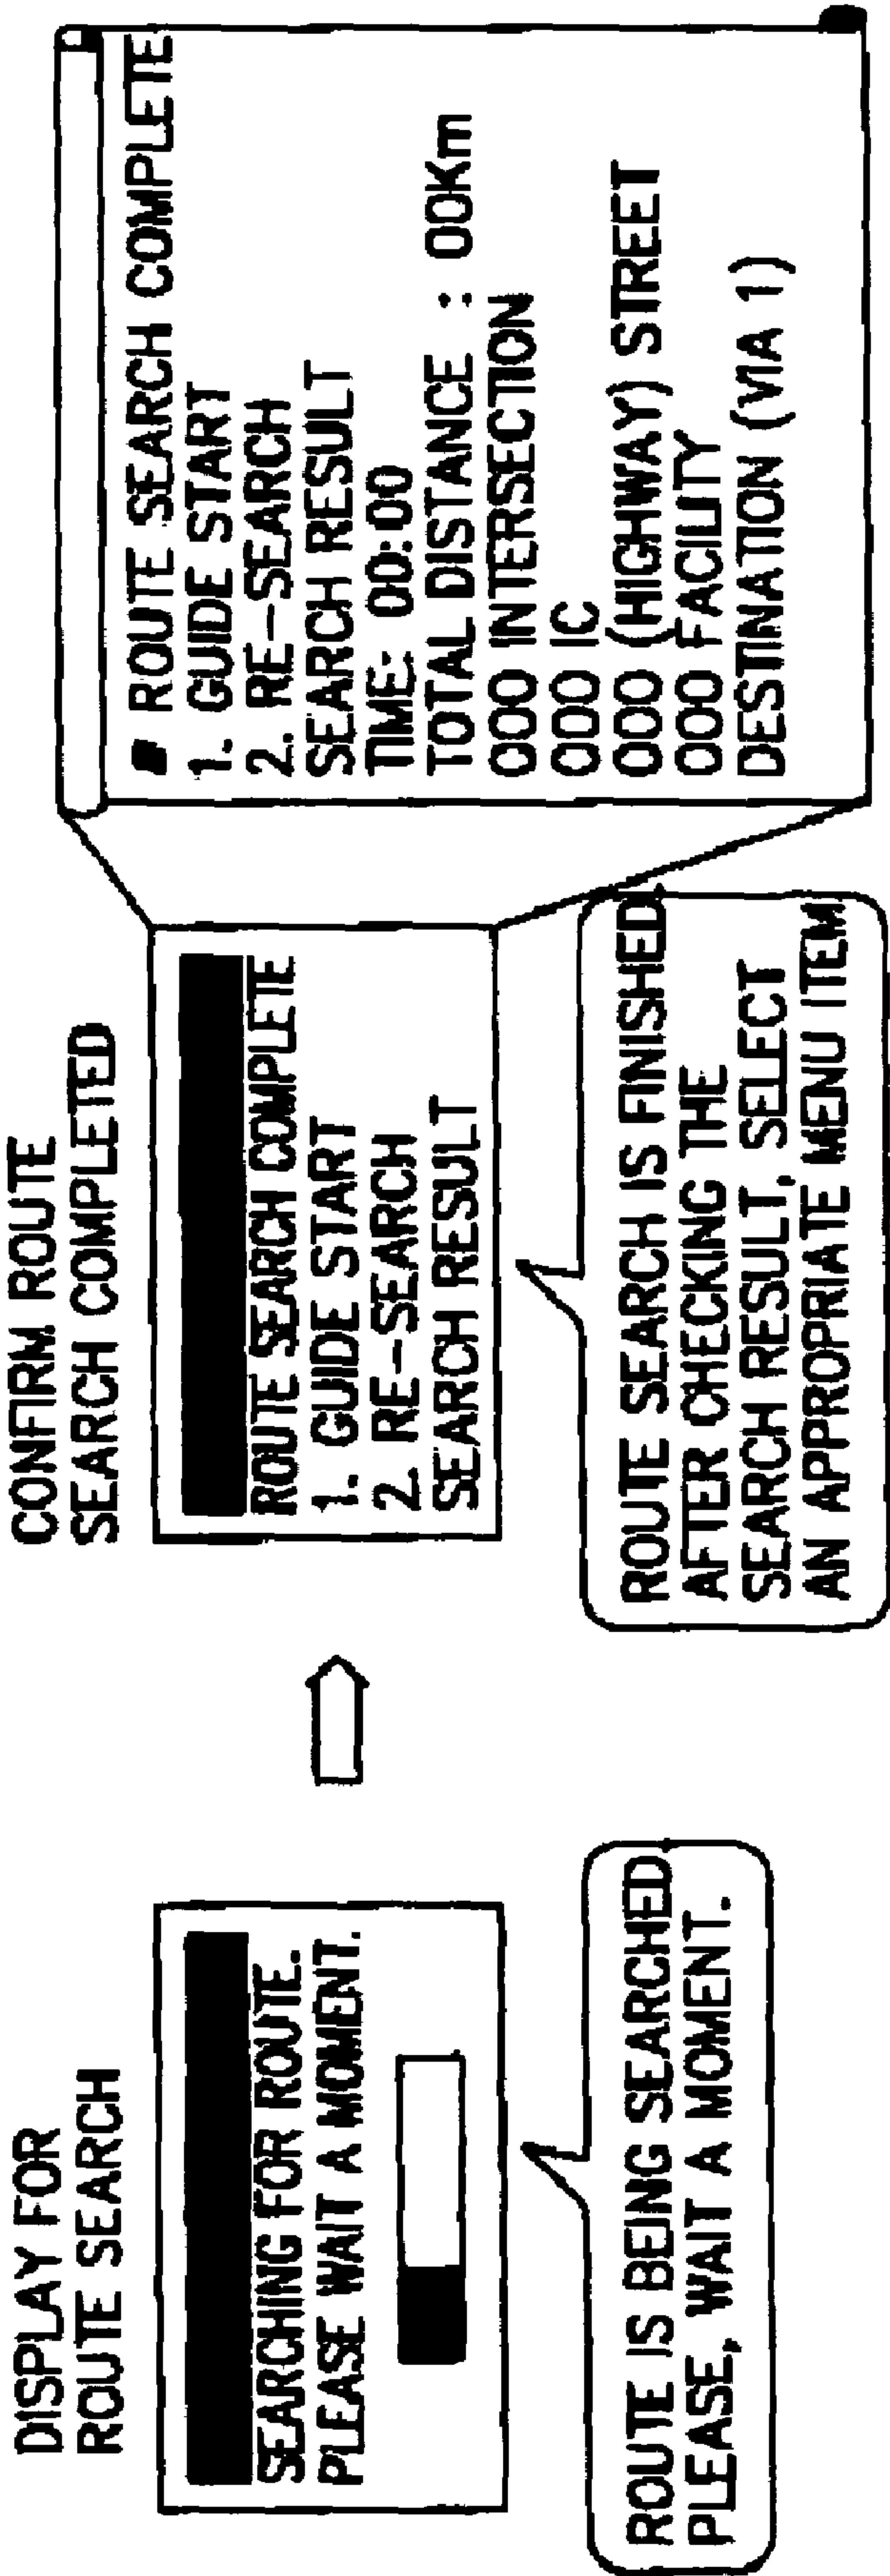 DISPLAY FOR
ROUTE SEARCH
SEARCHING FOR ROUTE.
PLEASE WAIT A MOMENT.
ROUTE IS BEING SEARCHED
PLEASE, WAIT A MOMENT.
CONFIRM ROUTE
SEARCH COMPLETED
ROUTE SEARCH COMPLETE
1. GUIDE START
2. RE-SEARCH
SEARCH RESULT
ROUTE SEARCH IS FINISHED.
AFTER CHECKING THE
SEARCH RESULT, SELECT
AN APPROPRIATE MENU ITEM
ROUTE SEARCH COMPLETE
1. GUIDE START
2. RE-SEARCH
SEARCH RESULT
TIME: 00:00
TOTAL DISTANCE : 00Km
OOO INTERSECTION
OOO IC
OOO (HIGHWAY) STREET
OOO FACILITY
DESTINATION (VIA 1)